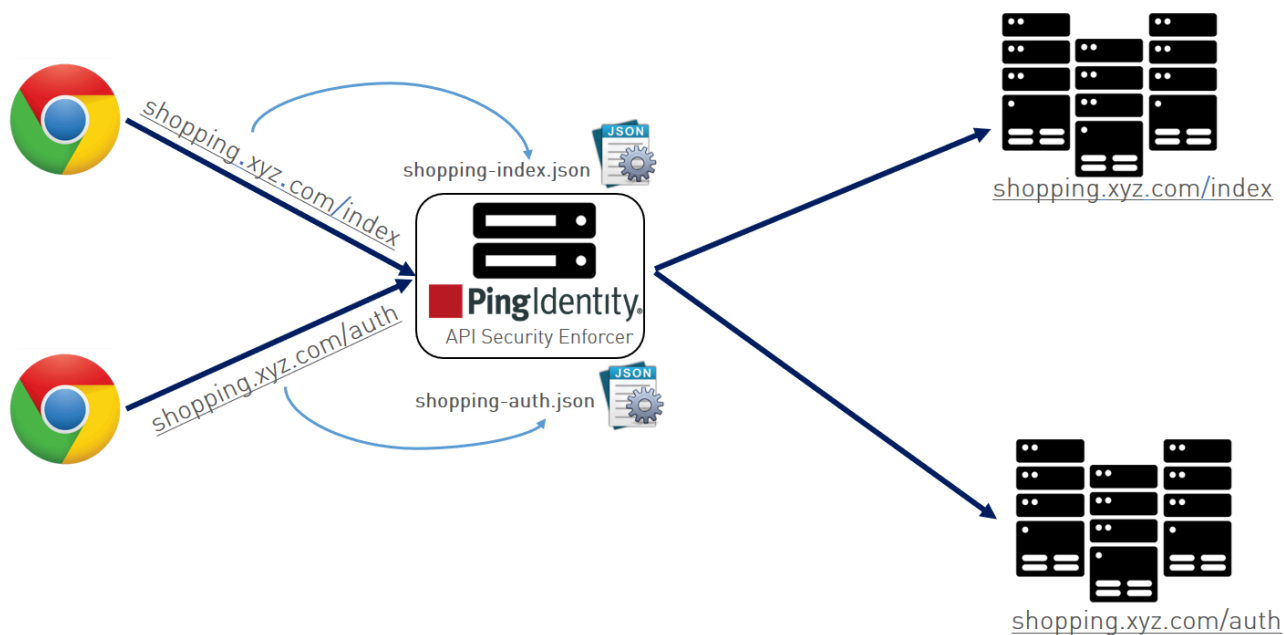 shopping.xyz.com/index
shopping-index.json
JSON
shopping.xyz.com/index
PingIdentity.
API Security Enforcer
shopping.xyz.com/auth
JSON
shopping-auth.json
shopping.xyz.com/auth